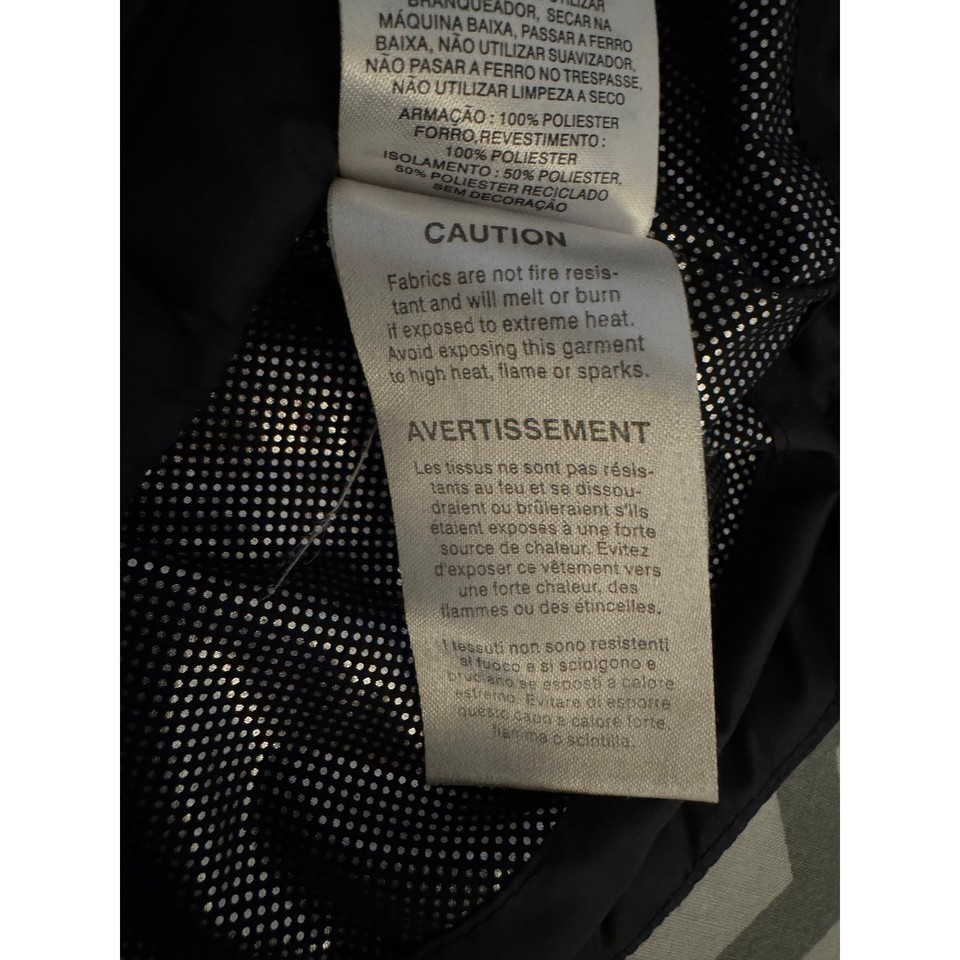 UTILIZAR
BRANQUEADOR, SECAR NA
MÁQUINA BAIXA, PASSAR A FERRO
BAIXA, NÃO UTILIZAR SUAVIZADOR,
NÃO PASAR A FERRO NO TRESPASSE,
NÃO UTILIZAR LIMPEZA A SECO
ARMAÇÃO : 100% POLIESTER
FORRO,REVESTIMENTO :
100% POLIESTER
ISOLAMENTO : 50% POLIESTER,
50% POLIESTER RECICLADO
SEM DECORAÇÃO
CAUTION
Fabrics are not fire resis-
tant and will melt or burn
if exposed to extreme heat.
Avoid exposing this garment
to high heat, flame or sparks.
AVERTISSEMENT
Les tissus ne sont pas résis-
tants au feu et se dissou-
draient ou brûleraient s'ils
étaient exposés à une forte
source de chaleur. Évitez
d'exposer ce vêtement vers
une forte chaleur, des
flammes ou des étincelles.
I tessuti non sono resistenti
al fuoco e si sciolgono e
bruciano se esposti a calore
estremo. Evitare di esporre
questo capo a calore forte,
fiamma o scintille.